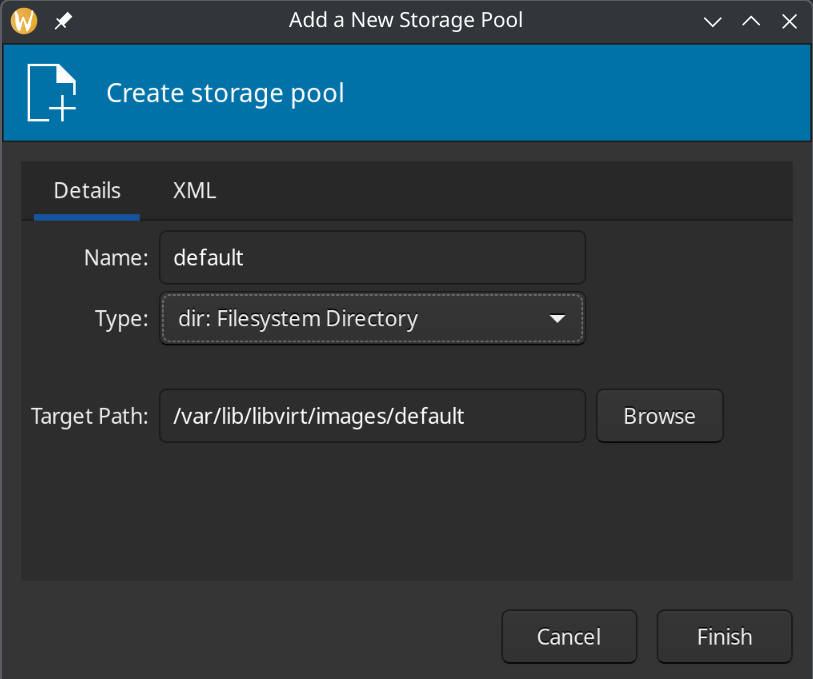 W
Add a New Storage Pool
Create storage pool
Details XML
Name: default
Type: dir: Filesystem Directory
Target Path: /var/lib/libvirt/images/default Browse
Cancel Finish